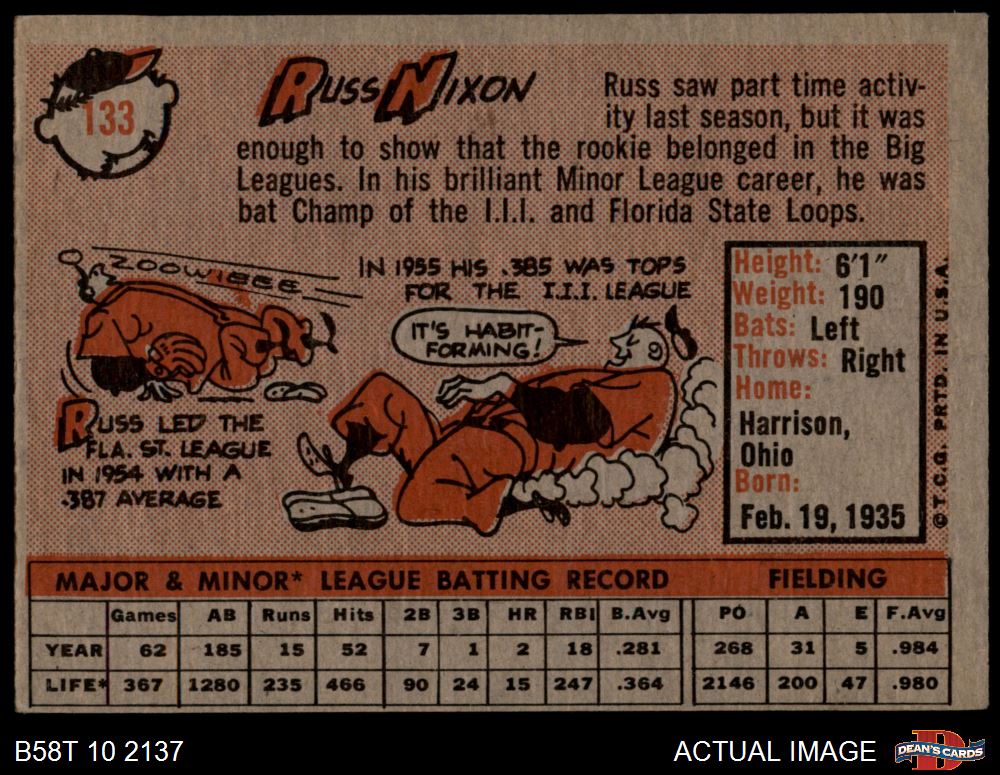 133
RUSS NIXON
Russ saw part time activ-
ity last season, but it was
enough to show that the rookie belonged in the Big
Leagues. In his brilliant Minor League career, he was
bat Champ of the I.I.I. and Florida State Loops.
ZOOWIEEE
RUSS LED THE
FLA. ST. LEAGUE
IN 1954 WITH A
.387 AVERAGE
IN 1955 HIS .385 WAS TOPS
FOR THE I.I.I. LEAGUE
IT'S HABIT-
FORMING!
Height: 6'1"
Weight: 190
Bats: Left
Throws: Right
Home:
Harrison,
Ohio
Born:
Feb. 19, 1935
© T.C.G. PRTD. IN U.S.A.
MAJOR & MINOR* LEAGUE BATTING RECORD FIELDING
Games AB Runs Hits 2B 3B HR RBI B.Avg PO A E F.Avg
YEAR 62 185 15 52 7 1 2 18 .281 268 31 5 .984
LIFE* 367 1280 235 466 90 24 15 247 .364 2146 200 47 .980
B58T 10 2137
ACTUAL IMAGE
D
DEAN'S CARDS